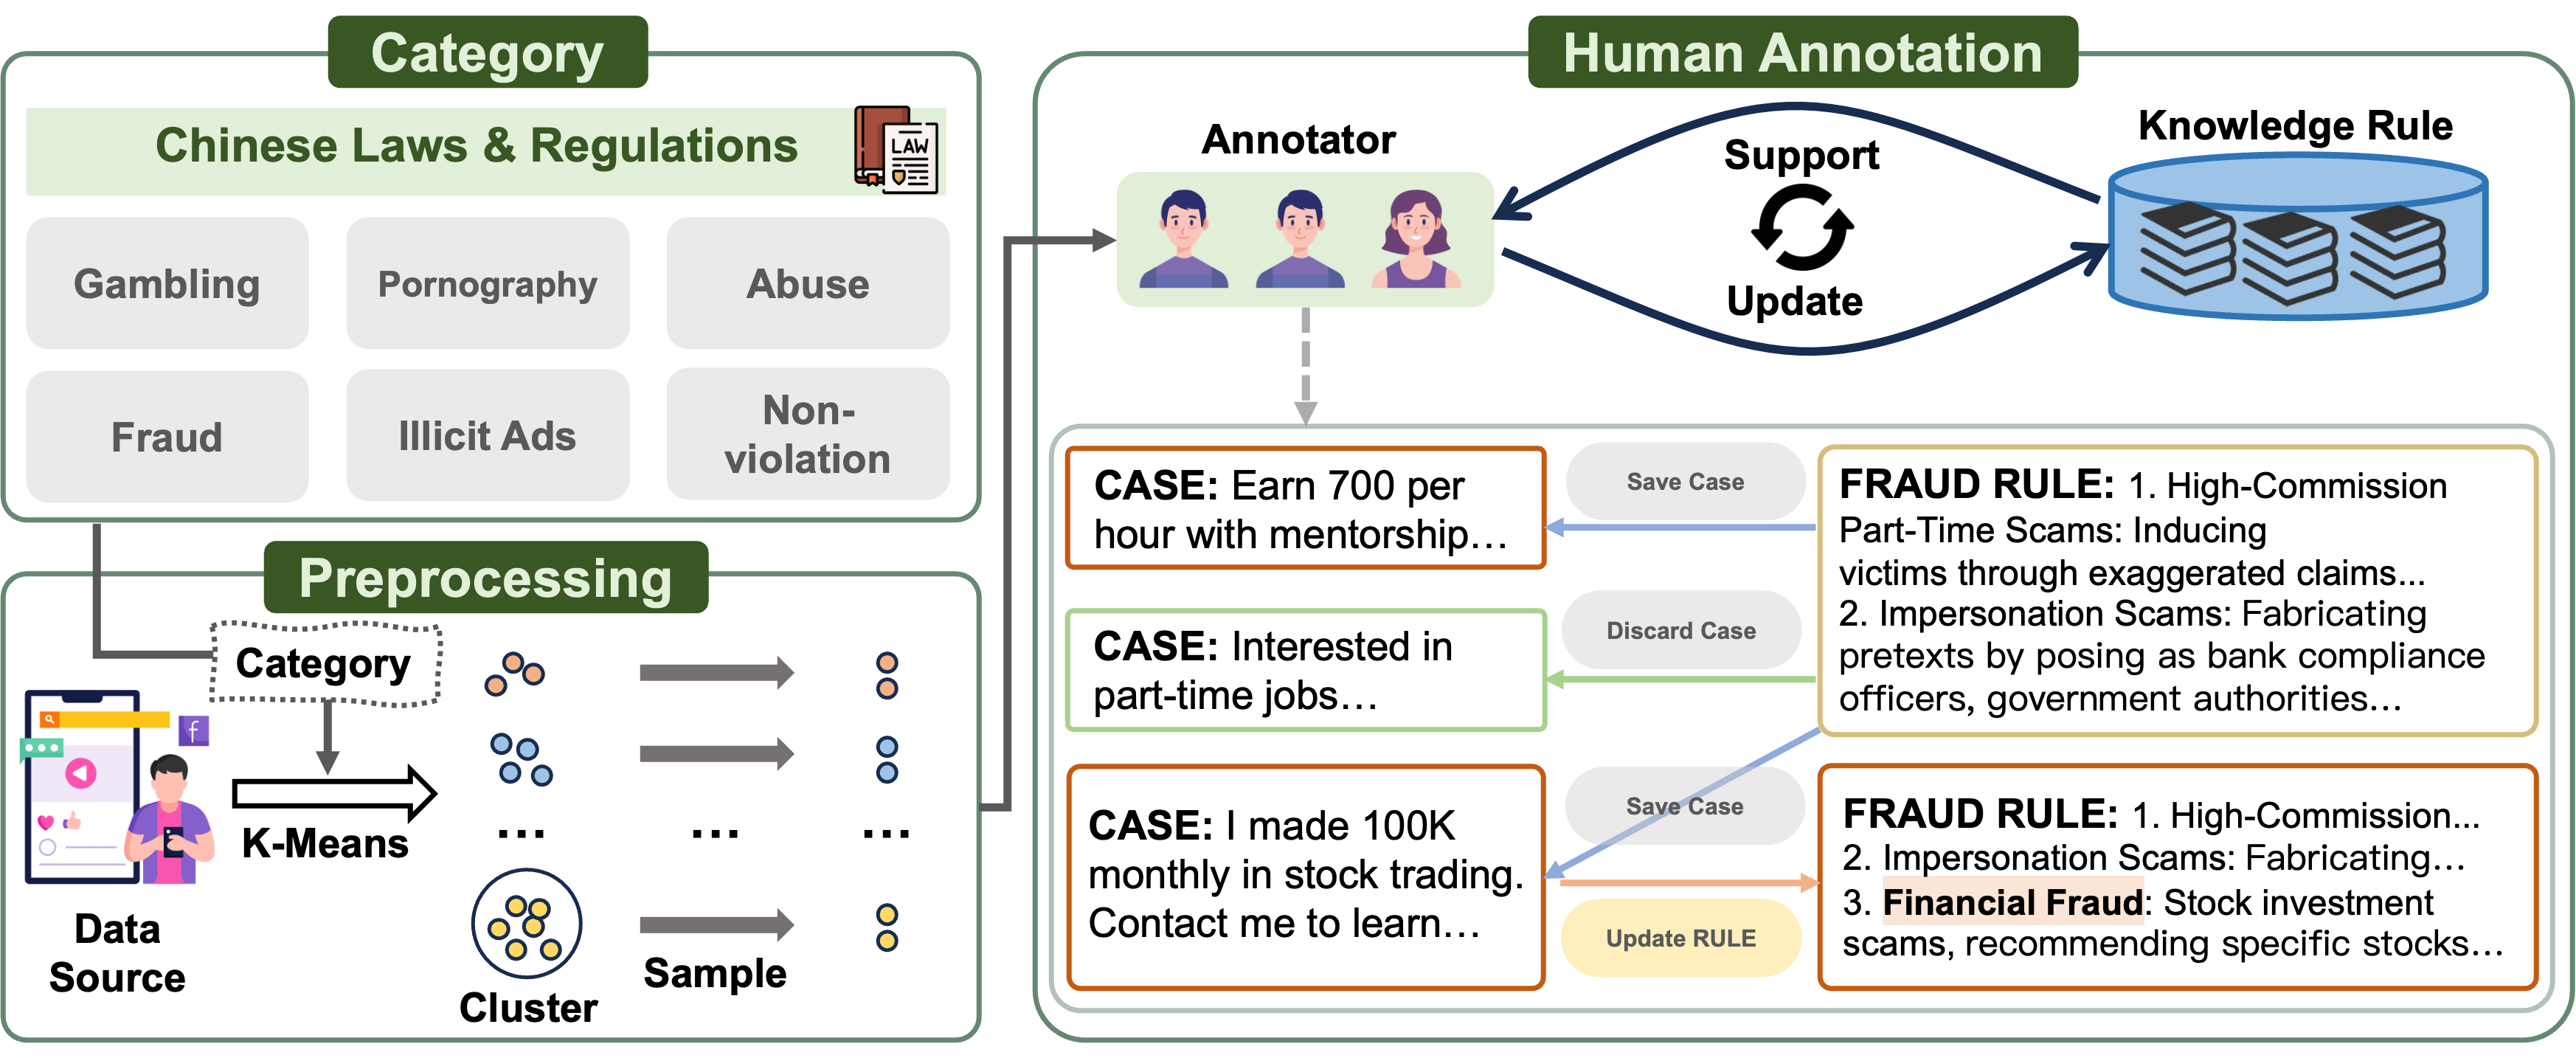 Category
Chinese Laws & Regulations
LAW
Gambling
Pornography
Abuse
Fraud
Illicit Ads
Non-
violation
Preprocessing
Category
f
K-Means
Data
Source
...
...
...
Cluster
Sample
Human Annotation
Annotator
Support
Update
Knowledge Rule
CASE: Earn 700 per
hour with mentorship...
Save Case
CASE: Interested in
part-time jobs...
Discard Case
FRAUD RULE: 1. High-Commission
Part-Time Scams: Inducing
victims through exaggerated claims...
2. Impersonation Scams: Fabricating
pretexts by posing as bank compliance
officers, government authorities...
CASE: I made 100K
monthly in stock trading.
Contact me to learn...
Save Case
Update RULE
FRAUD RULE: 1. High-Commission...
2. Impersonation Scams: Fabricating...
3. Financial Fraud: Stock investment
scams, recommending specific stocks...